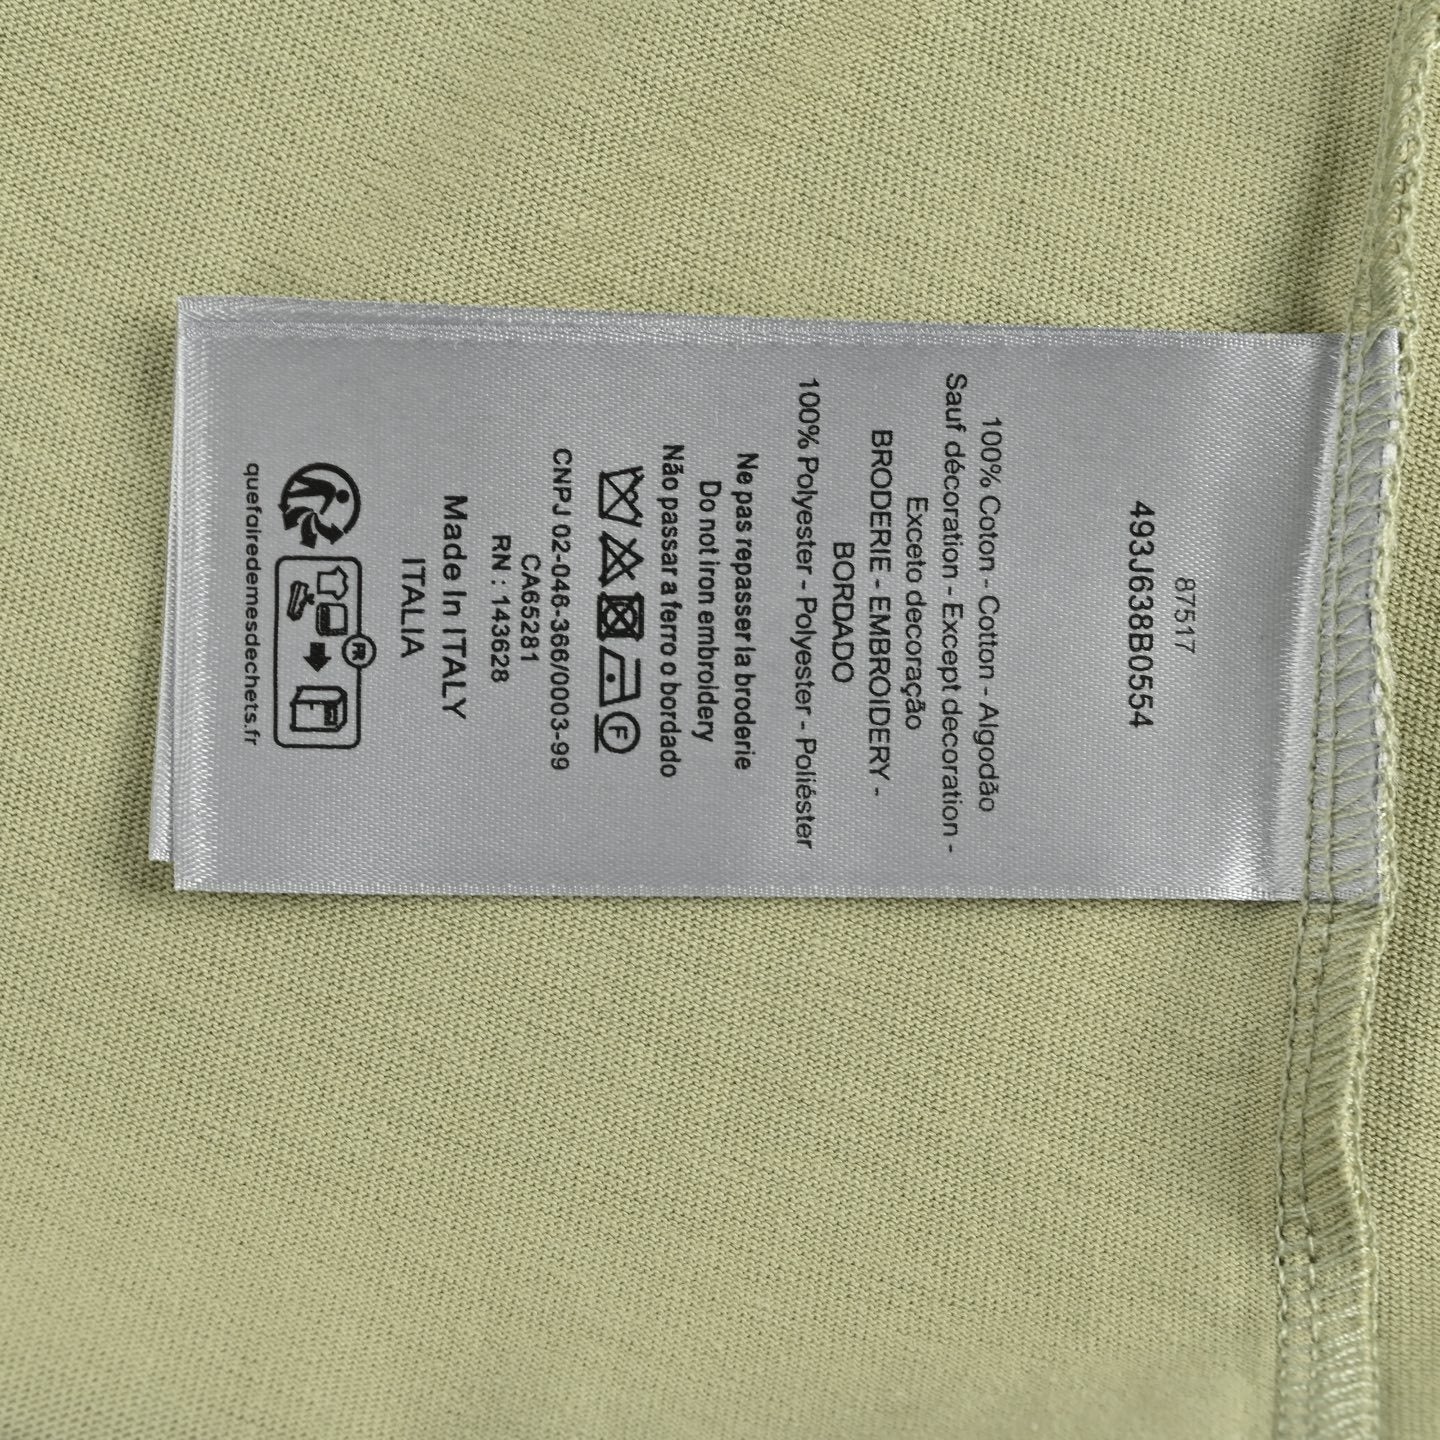 87517
493J638B0554
100% Coton - Cotton - Algodão
Sauf décoration - Except decoration -
Exceto decoração
BRODERIE - EMBROIDERY -
BORDADO
100% Polyester - Polyester - Poliéster
Ne pas repasser la broderie
Do not iron embroidery
Não passar a ferro o bordado
F
CNPJ 02-046-366/0003-99
CA65281
RN : 143628
Made In ITALY
ITALIA
FR
quefairedemesdechets.fr